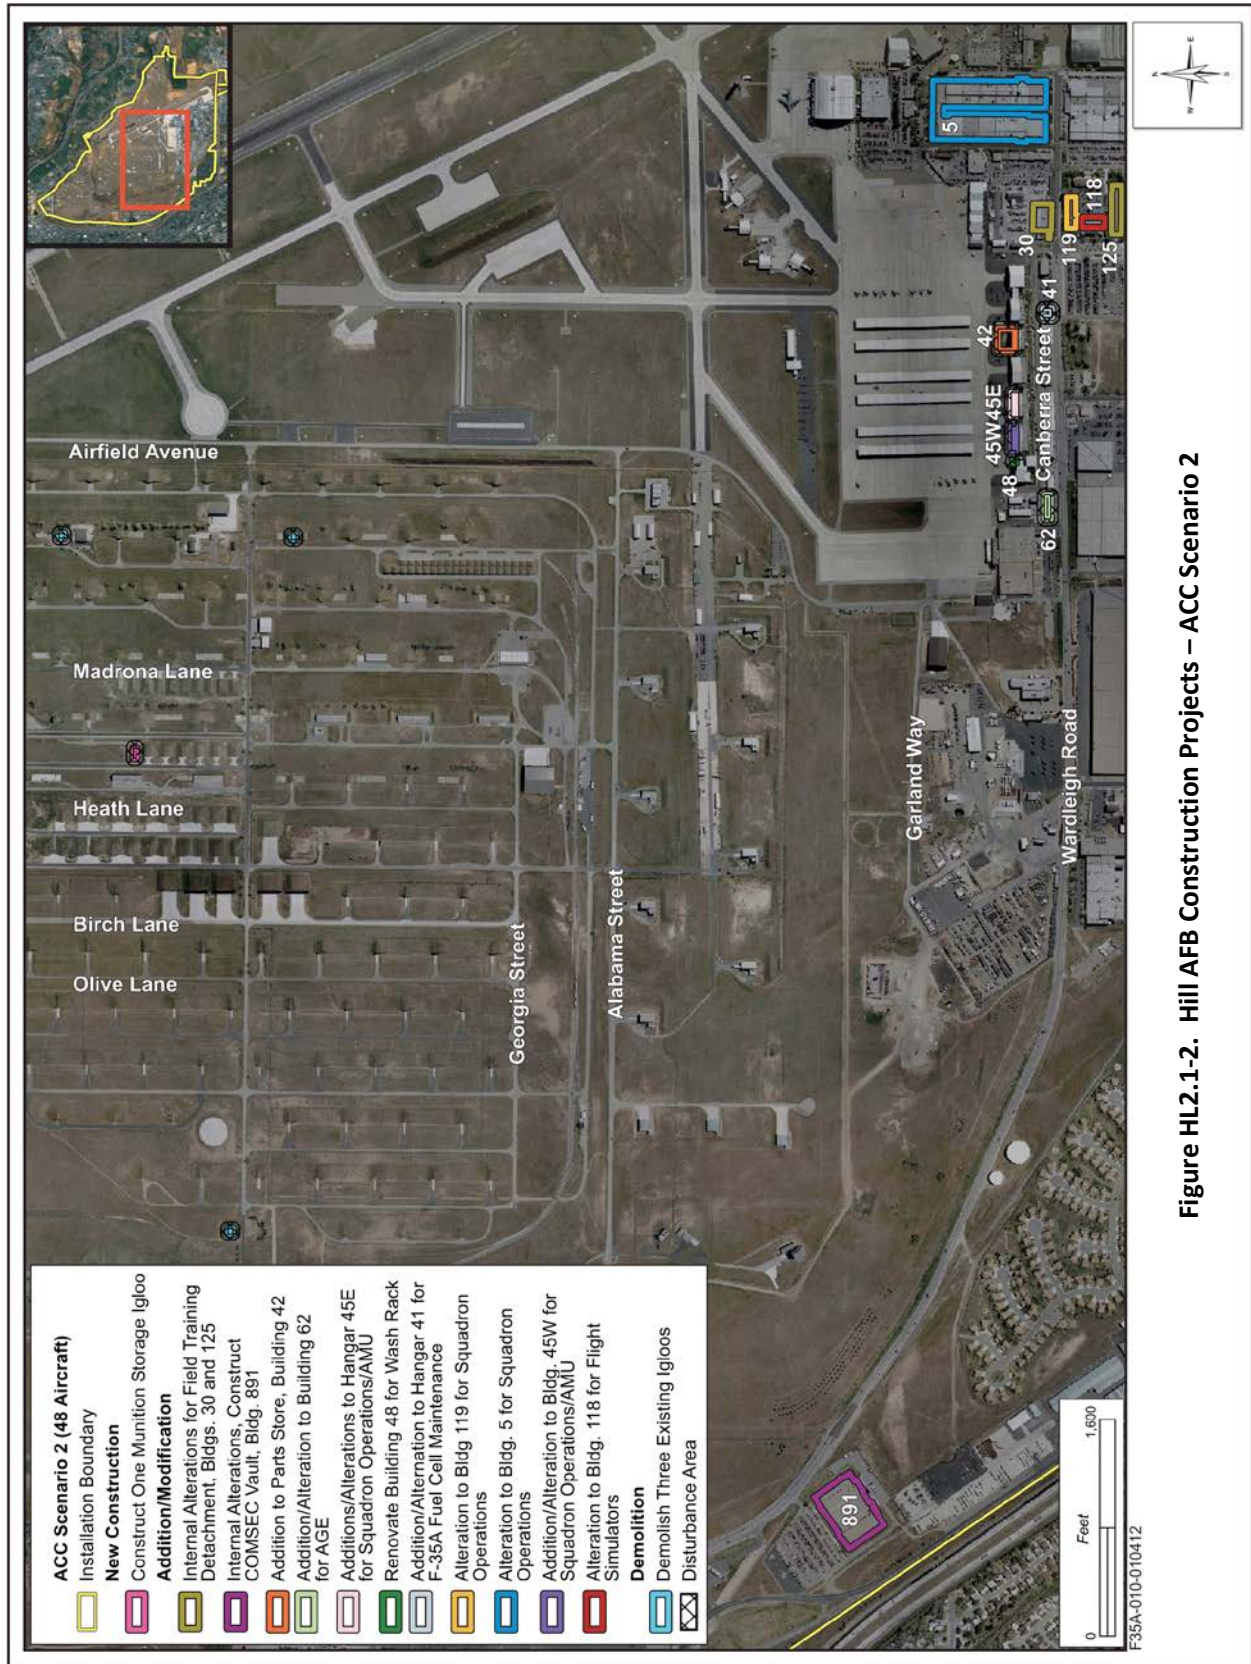 ACC Scenario 2 (48 Aircraft)
Installation Boundary
New Construction
Construct One Munition Storage Igloo
Addition/Modification
Internal Alterations for Field Training
Detachment, Bldgs. 30 and 125
Internal Alterations, Construct
COMSEC Vault, Bldg. 891
Addition to Parts Store, Building 42
Addition/Alteration to Building 62
for AGE
Additions/Alterations to Hangar 45E
for Squadron Operations/AMU
Renovate Building 48 for Wash Rack
Addition/Alternation to Hangar 41 for
F-35A Fuel Cell Maintenance
Alteration to Bldg 119 for Squadron
Operations
Alteration to Bldg. 5 for Squadron
Operations
Addition/Alteration to Bldg. 45W for
Squadron Operations/AMU
Alteration to Bldg. 118 for Flight
Simulators
Demolition
Demolish Three Existing Igloos
Disturbance Area
0
Feet
1,600
F35A-010-010412
Olive Lane
Birch Lane
Heath Lane
Madrona Lane
Airfield Avenue
Georgia Street
Alabama Street
Garland Way
Wardleigh Road
Canberra Street
891
62
48
45W
45E
42
41
30
119
118
125
5
N
W
E
S
Figure HL2.1-2. Hill AFB Construction Projects – ACC Scenario 2